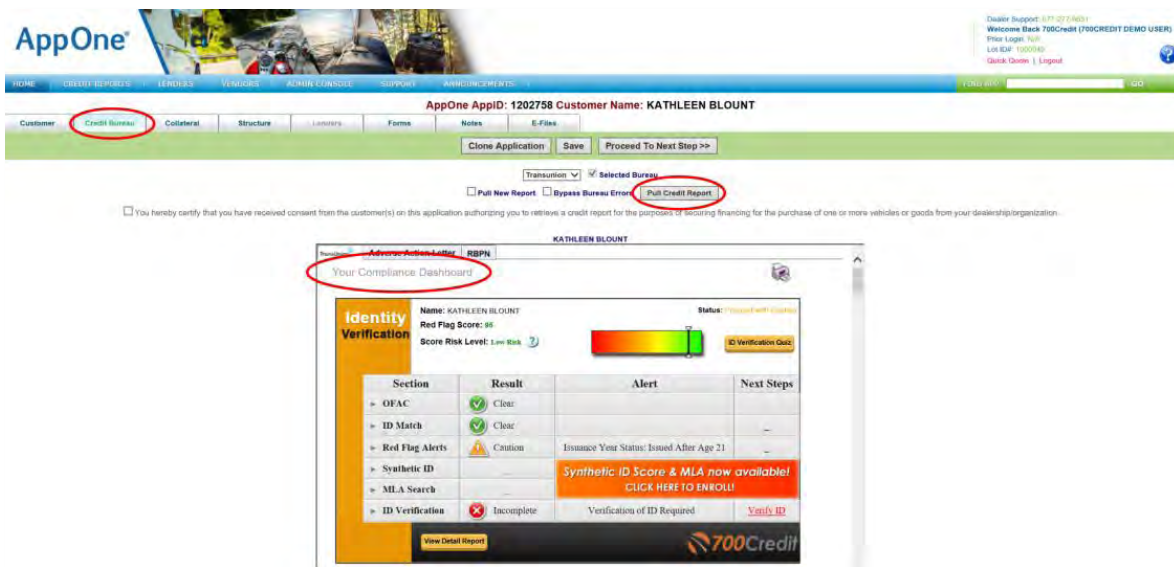 AppOne®
Dealer Support:
Welcome Back 700Credit (700CREDIT DEMO USER)
Prior Login: N/A
Lot ID#:
Quick Quote | Logout
HOME CREDIT REPORTS LENDERS VENDORS ADMIN CONSOLE SUPPORT ANNOUNCEMENTS GO
AppOne AppID: 1202758 Customer Name: KATHLEEN BLOUNT
Customer Credit Bureau Collateral Structure Lenders Forms Notes E-Files
Clone Application Save Proceed To Next Step >>
Transunion Selected Bureau
Pull New Report Bypass Bureau Errors Pull Credit Report
You hereby certify that you have received consent from the customer(s) on this application authorizing you to retrieve a credit report for the purposes of securing financing for the purchase of one or more vehicles or goods from your dealership/organization.
KATHLEEN BLOUNT
TransUnion Adverse Action Letter RBPN
Your Compliance Dashboard
Identity Verification
Name: KATHLEEN BLOUNT
Status:
Red Flag Score: 95
Score Risk Level: Low Risk ?
ID Verification Quiz
Section Result Alert Next Steps
OFAC Clear
ID Match Clear _
Red Flag Alerts Caution Issuance Year Status: Issued After Age 21 _
Synthetic ID _
Synthetic ID Score & MLA now available!
MLA Search _
CLICK HERE TO ENROLL!
ID Verification Incomplete Verification of ID Required Verify ID
View Detail Report 700Credit